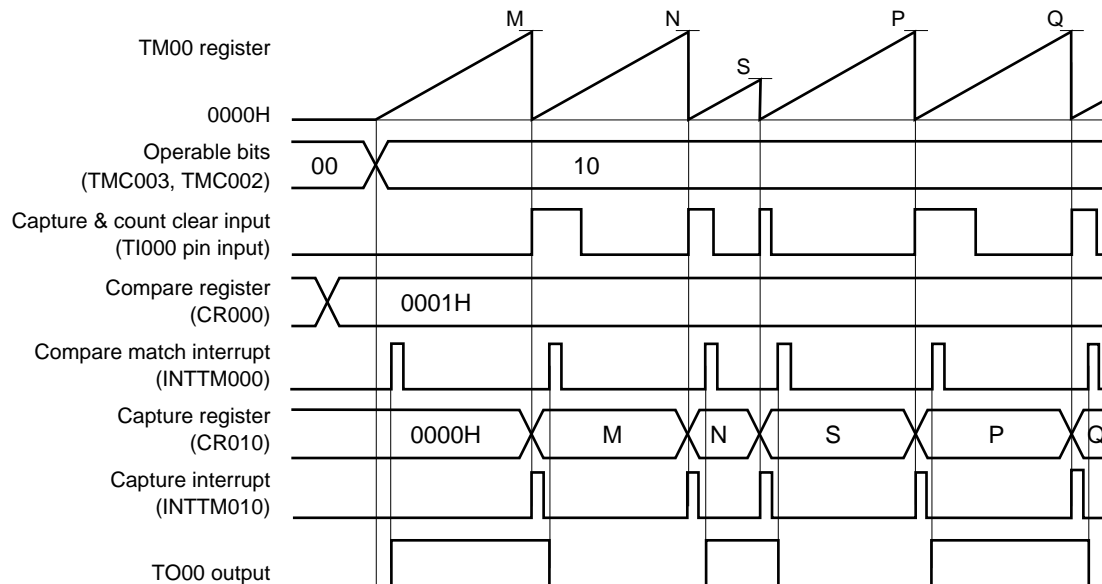 M N S P Q
TM00 register
0000H
Operable bits
(TMC003, TMC002)
00 10
Capture & count clear input
(TI000 pin input)
Compare register
(CR000)
0001H
Compare match interrupt
(INTTM000)
Capture register
(CR010)
0000H M N S P Q
Capture interrupt
(INTTM010)
TO00 output